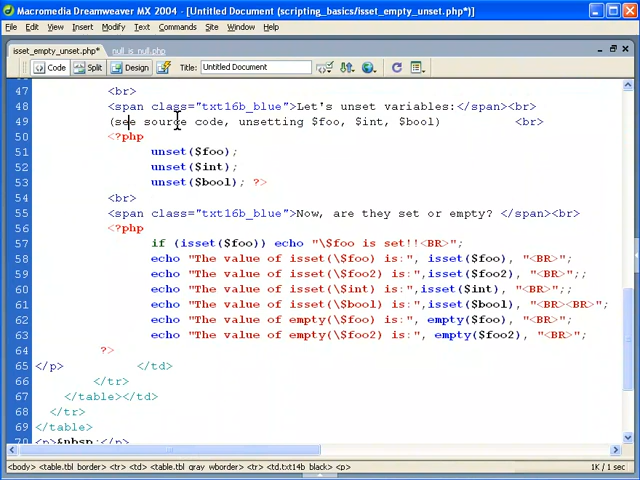 Macromedia Dreamweaver MX 2004 - [Untitled Document (scripting_basics/isset_empty_unset.php*)]
File Edit View Insert Modify Text Commands Site Window Help
isset_empty_unset.php* null_is_null.php
Code Split Design Title: Untitled Document
47 <br>
48 <span class="txt16b_blue">Let's unset variables:</span><br>
49 (see source code, unsetting $foo, $int, $bool) <br>
50 <?php
51 unset($foo);
52 unset($int);
53 unset($bool); ?>
54 <br>
55 <span class="txt16b_blue">Now, are they set or empty? </span><br>
56 <?php
57 if (isset($foo)) echo "\$foo is set!!<BR>";
58 echo "The value of isset(\$foo) is:", isset($foo), "<BR>";
59 echo "The value of isset(\$foo2) is:",isset($foo2), "<BR>";;
60 echo "The value of isset(\$int) is:",isset($int), "<BR>";
61 echo "The value of isset(\$bool) is:",isset($bool), "<BR><BR>";
62 echo "The value of empty(\$foo) is:", empty($foo), "<BR>";
63 echo "The value of empty(\$foo2) is:", empty($foo2), "<BR>";
64 ?>
65 </p> </td>
66 </tr>
67 </table></td>
68 </tr>
69 </table>
70 <p>&nbsp;</p>
<body> <table.tbl_border> <tr> <td> <table.tbl_gray_wborder> <tr> <td.txt14b_black> <p> 1K / 1 sec